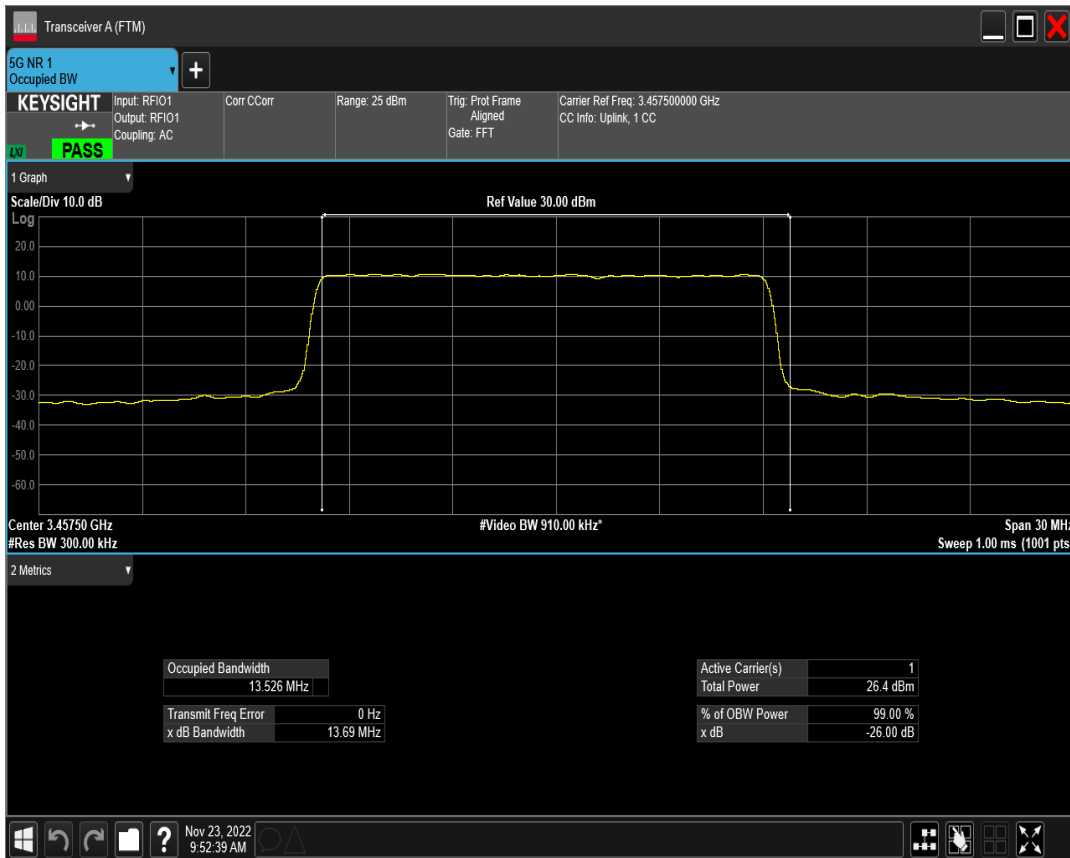 Transceiver A (FTM)
5G NR 1
Occupied BW
+
KEYSIGHT
LXI
PASS
Input: RFIO1
Output: RFIO1
Coupling: AC
Corr CCorr
Range: 25 dBm
Trig: Prot Frame
Aligned
Gate: FFT
Carrier Ref Freq: 3.457500000 GHz
CC Info: Uplink, 1 CC
1 Graph
Scale/Div 10.0 dB
Ref Value 30.00 dBm
Log
20.0
10.0
0.00
-10.0
-20.0
-30.0
-40.0
-50.0
-60.0
Center 3.45750 GHz
#Video BW 910.00 kHz*
Span 30 MHz
#Res BW 300.00 kHz
Sweep 1.00 ms (1001 pts
2 Metrics
Occupied Bandwidth
13.526 MHz
Transmit Freq Error 0 Hz
x dB Bandwidth 13.69 MHz
Active Carrier(s) 1
Total Power 26.4 dBm
% of OBW Power 99.00 %
x dB -26.00 dB
?
Nov 23, 2022
9:52:39 AM